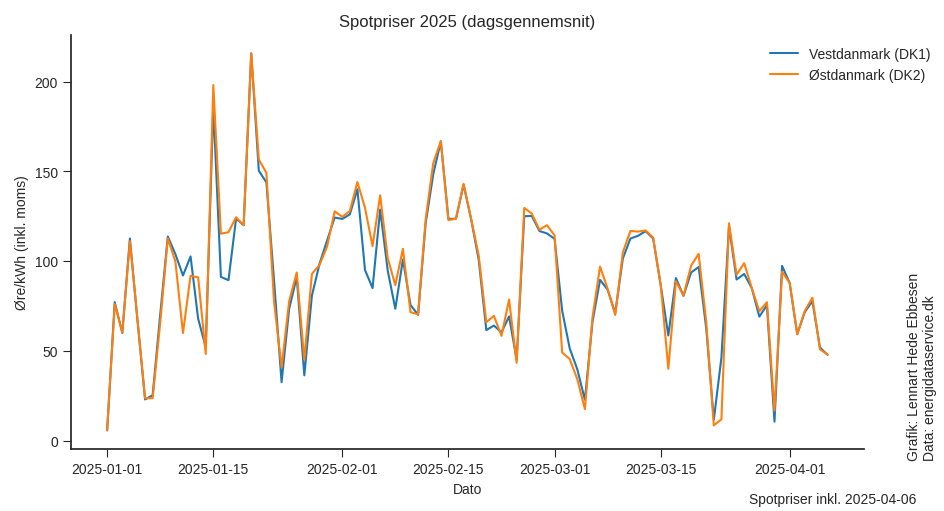 Spotpriser 2025 (dagsgennemsnit)
Vestdanmark (DK1)
Østdanmark (DK2)
Øre/kWh (inkl. moms)
200
150
100
50
0
2025-01-01
2025-01-15
2025-02-01
2025-02-15
2025-03-01
2025-03-15
2025-04-01
Dato
Grafik: Lennart Hede Ebbesen
Data: energidataservice.dk
Spotpriser inkl. 2025-04-06